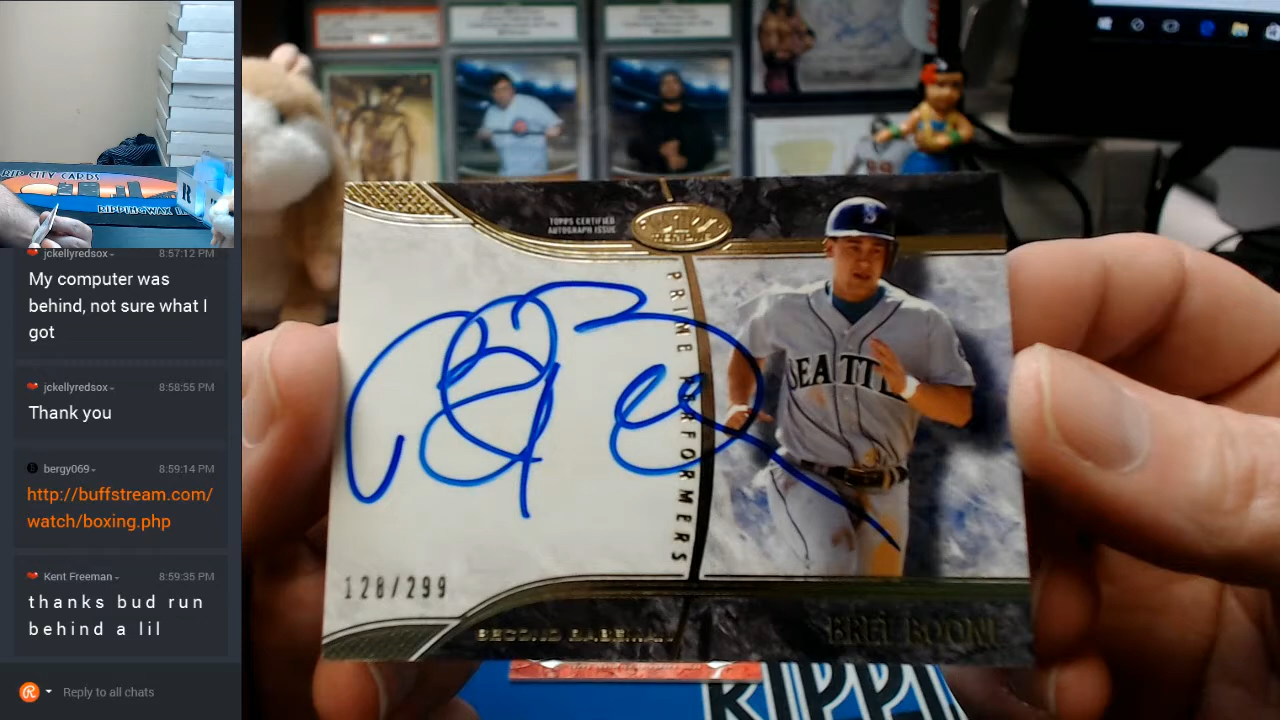 RIP CITY CARDS
RIPPINGWAX
jckellyredsox
8:57:12 PM
My computer was
behind, not sure what I
got
jckellyredsox
8:58:55 PM
Thank you
bergy069
8:59:14 PM
http://buffstream.com/
watch/boxing.php
Kent Freeman
8:59:35 PM
thanks bud run
behind a lil
Reply to all chats
TOPPS CERTIFIED
AUTOGRAPH ISSUE
PRIME PERFORMERS
SEATTLE
128/299
SECOND BASEMAN
BRET BOONE
RIPPI